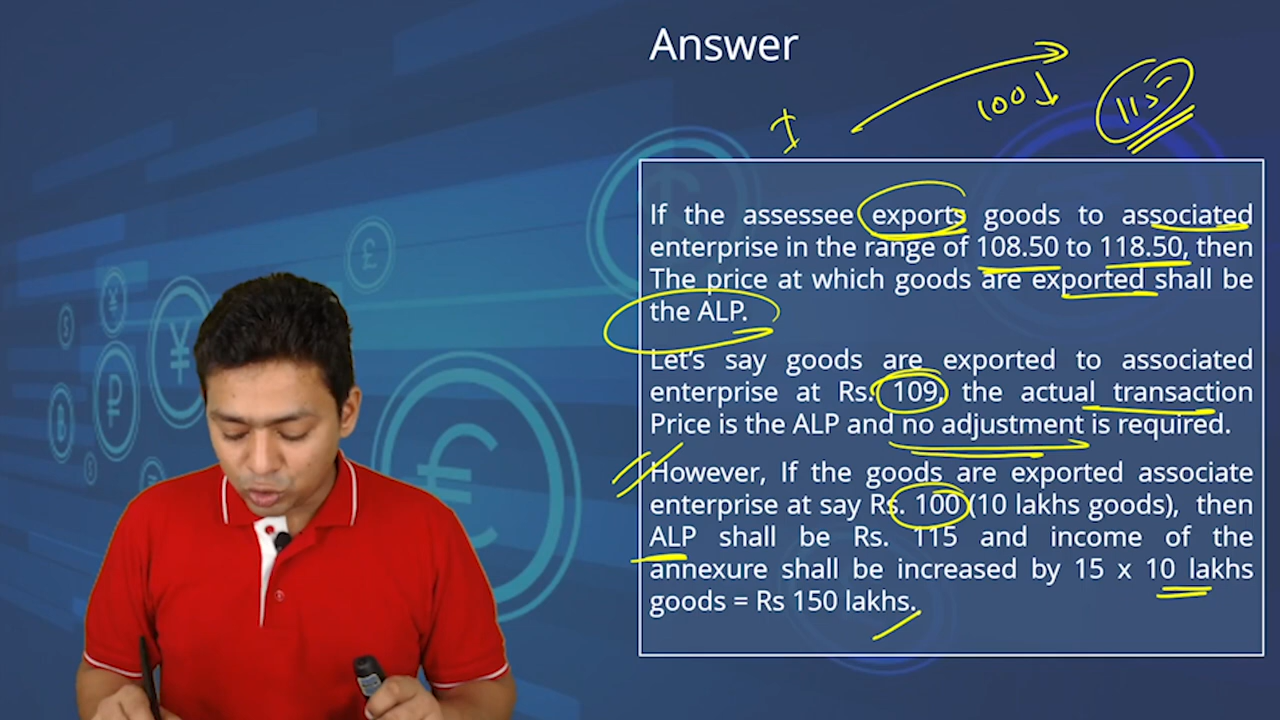 Answer
I
100↓
115
If the assessee exports goods to associated
enterprise in the range of 108.50 to 118.50, then
The price at which goods are exported shall be
the ALP.
Let's say goods are exported to associated
enterprise at Rs. 109, the actual transaction
Price is the ALP and no adjustment is required.
However, If the goods are exported associate
enterprise at say Rs. 100 (10 lakhs goods), then
ALP shall be Rs. 115 and income of the
annexure shall be increased by 15 x 10 lakhs
goods = Rs 150 lakhs.